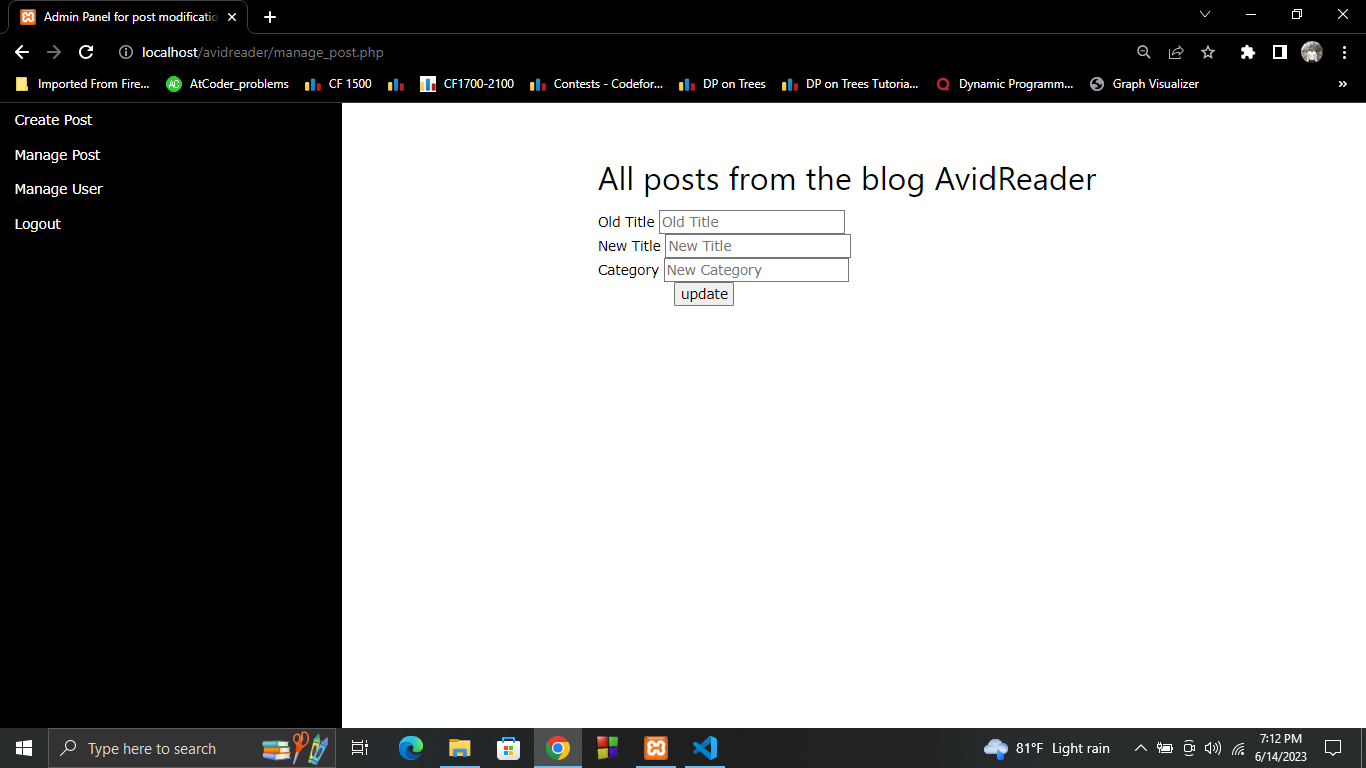 Admin Panel for post modificatio
localhost/avidreader/manage_post.php
Imported From Fire... AtCoder_problems CF 1500 CF1700-2100 Contests - Codefor... DP on Trees DP on Trees Tutoria... Dynamic Programm... Graph Visualizer »
Create Post
Manage Post
Manage User
Logout
All posts from the blog AvidReader
Old Title Old Title
New Title New Title
Category New Category
update
Type here to search
81°F Light rain
7:12 PM
6/14/2023